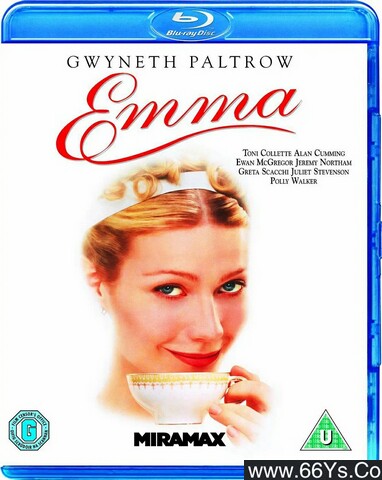 Blu-ray Disc
GWYNETH PALTROW
Emma
TONI COLLETTE ALAN CUMMING
EWAN MCGREGOR JEREMY NORTHAM
GRETA SCACCHI JULIET STEVENSON
POLLY WALKER
G
MIRAMAX
U
www.66Ys.Co